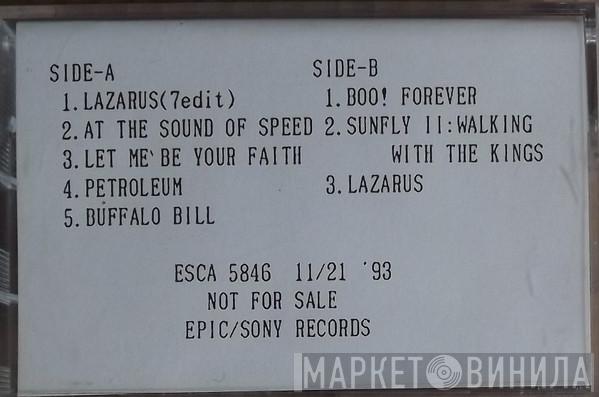 SIDE-A
1. LAZARUS(7edit)
2. AT THE SOUND OF SPEED
3. LET ME`BE YOUR FAITH
4. PETROLEUM
5. BUFFALO BILL
SIDE-B
1. BOO! FOREVER
2. SUNFLY II:WALKING
WITH THE KINGS
3. LAZARUS
ESCA 5846 11/21 '93
NOT FOR SALE
EPIC/SONY RECORDS
МАРКЕТ ВИНИЛА